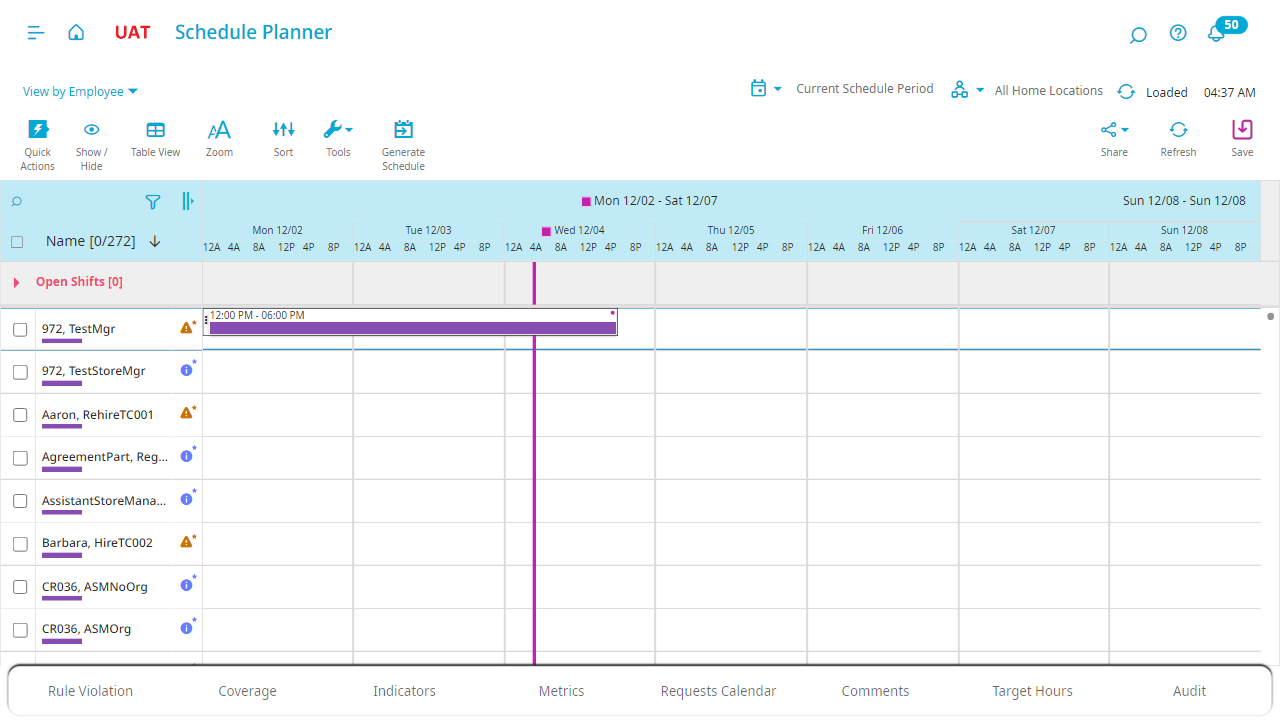 UAT Schedule Planner 50
View by Employee Current Schedule Period All Home Locations Loaded 04:37 AM
Quick Actions Show / Hide Table View Zoom Sort Tools Generate Schedule Share Refresh Save
Mon 12/02 - Sat 12/07 Sun 12/08 - Sun 12/08
Name [0/272] Mon 12/02 Tue 12/03 Wed 12/04 Thu 12/05 Fri 12/06 Sat 12/07 Sun 12/08
12A 4A 8A 12P 4P 8P 12A 4A 8A 12P 4P 8P 12A 4A 8A 12P 4P 8P 12A 4A 8A 12P 4P 8P 12A 4A 8A 12P 4P 8P 12A 4A 8A 12P 4P 8P 12A 4A 8A 12P 4P 8P
Open Shifts [0]
12:00 PM - 06:00 PM
972, TestMgr
972, TestStoreMgr
Aaron, RehireTC001
AgreementPart, Reg...
AssistantStoreMana...
Barbara, HireTC002
CR036, ASMNoOrg
CR036, ASMOrg
Rule Violation Coverage Indicators Metrics Requests Calendar Comments Target Hours Audit